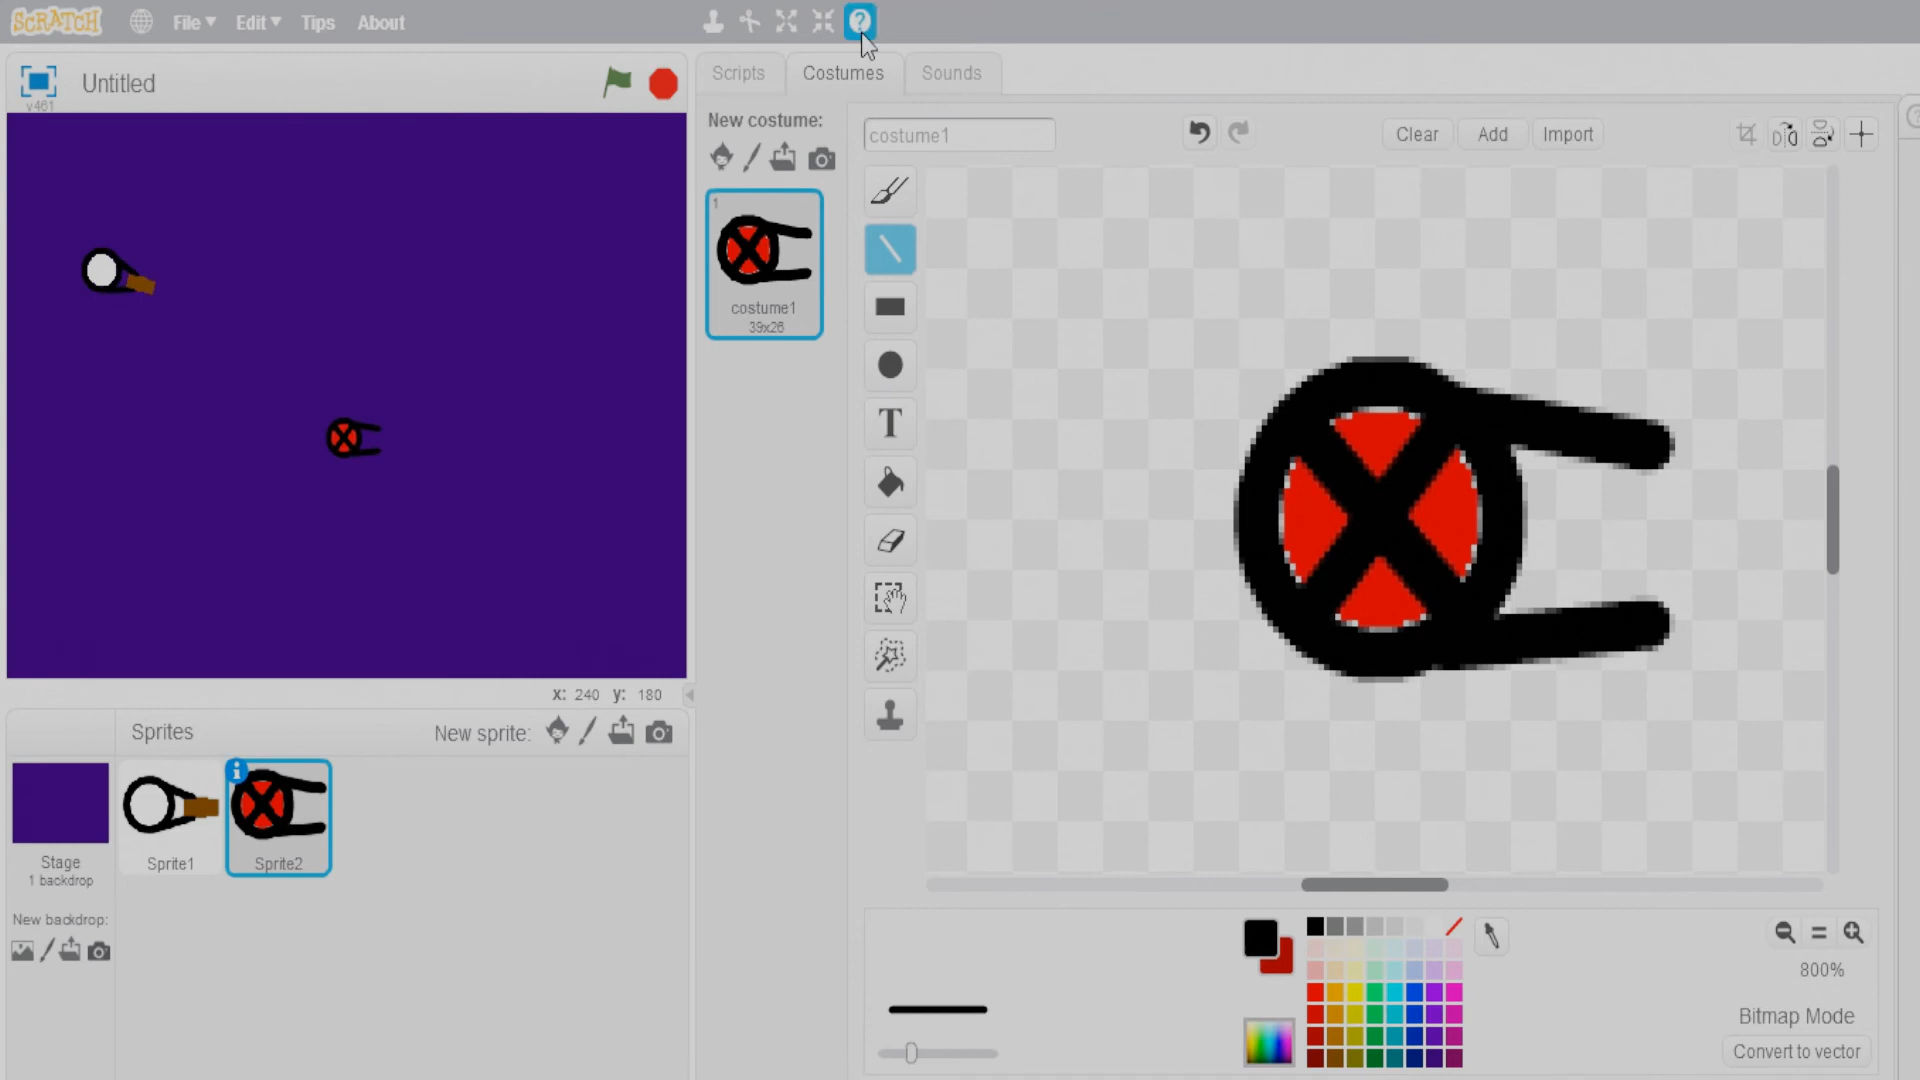 SCRATCH File Edit Tips About
Untitled
v461
Scripts Costumes Sounds
New costume:
costume1
Clear Add Import
1
costume1
39x26
T
x: 240 y: 180
Sprites New sprite:
Stage
1 backdrop
New backdrop:
Sprite1
Sprite2
800%
Bitmap Mode
Convert to vector